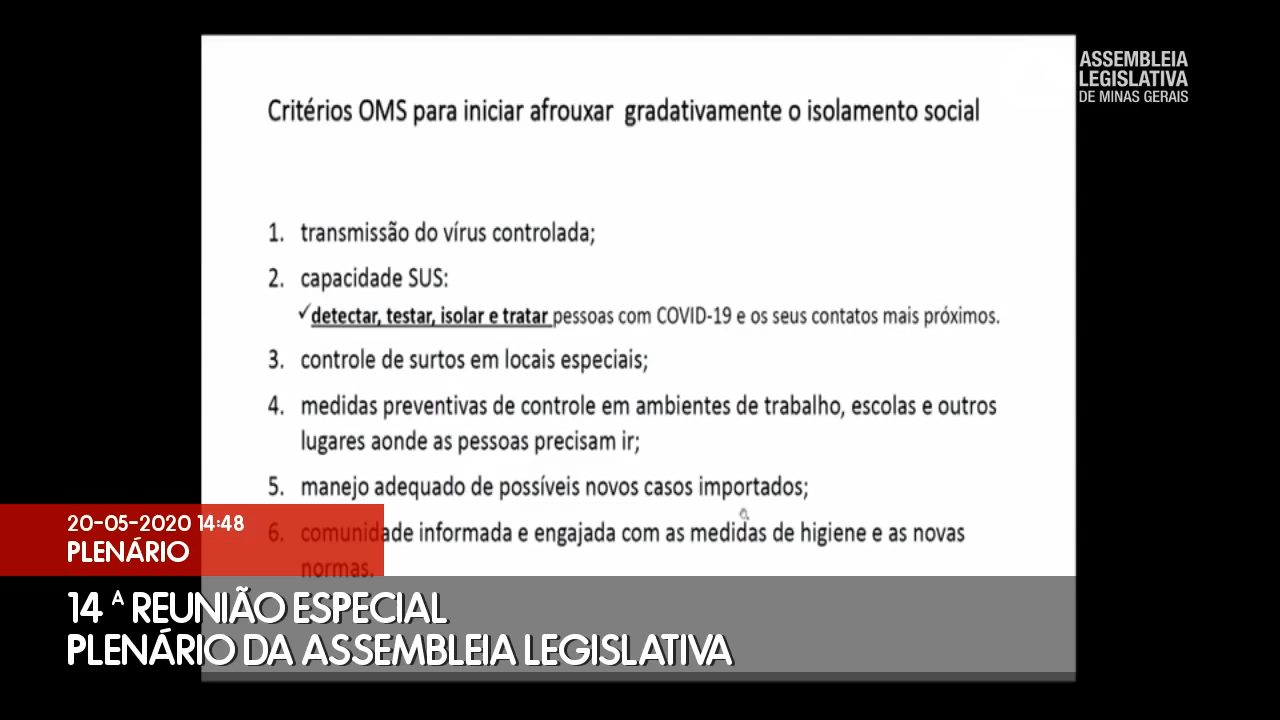 ASSEMBLEIA
LEGISLATIVA
DE MINAS GERAIS
Critérios OMS para iniciar afrouxar gradativamente o isolamento social
1. transmissão do vírus controlada;
2. capacidade SUS:
✓detectar, testar, isolar e tratar pessoas com COVID-19 e os seus contatos mais próximos.
3. controle de surtos em locais especiais;
4. medidas preventivas de controle em ambientes de trabalho, escolas e outros
lugares aonde as pessoas precisam ir;
5. manejo adequado de possíveis novos casos importados;
6. comunidade informada e engajada com as medidas de higiene e as novas
normas.
20-05-2020 14:48
PLENÁRIO
14 ª REUNIÃO ESPECIAL
PLENÁRIO DA ASSEMBLEIA LEGISLATIVA